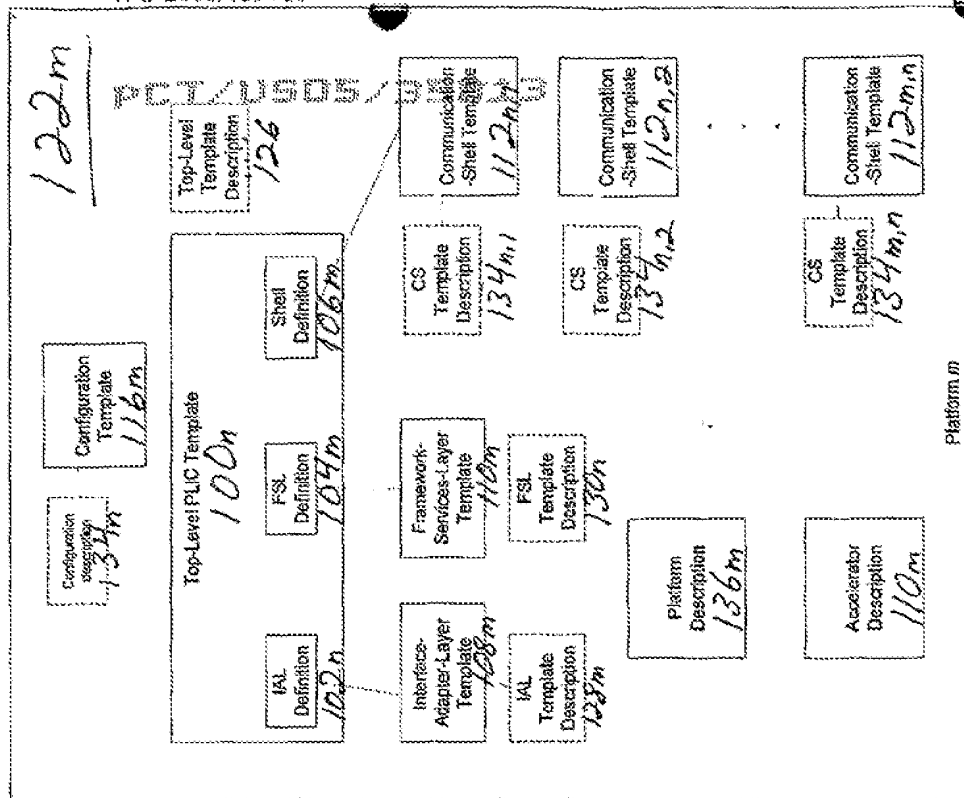 122m
PCT/US05/
Configuration
description
134n
Configuration
Template
116m
Top-Level PLIC Template
100n
Top-Level
Template
Description
126
IAL
Definition
102n
FSL
Definition
104m
Shell
Definition
106m
Interface-
Adapter-Layer
Template
108m
IAL
Template
Description
128m
Framework-
Services-Layer
Template
110m
FSL
Template
Description
130n
CS
Template
Description
134n,1
Communication
-Shell Template
112n,1
CS
Template
Description
134n,2
Communication
-Shell Template
112n,2
CS
Template
Description
134m,n
Communication
-Shell Template
112m,n
Platform
Description
136m
Accelerator
Description
110m
Platform m